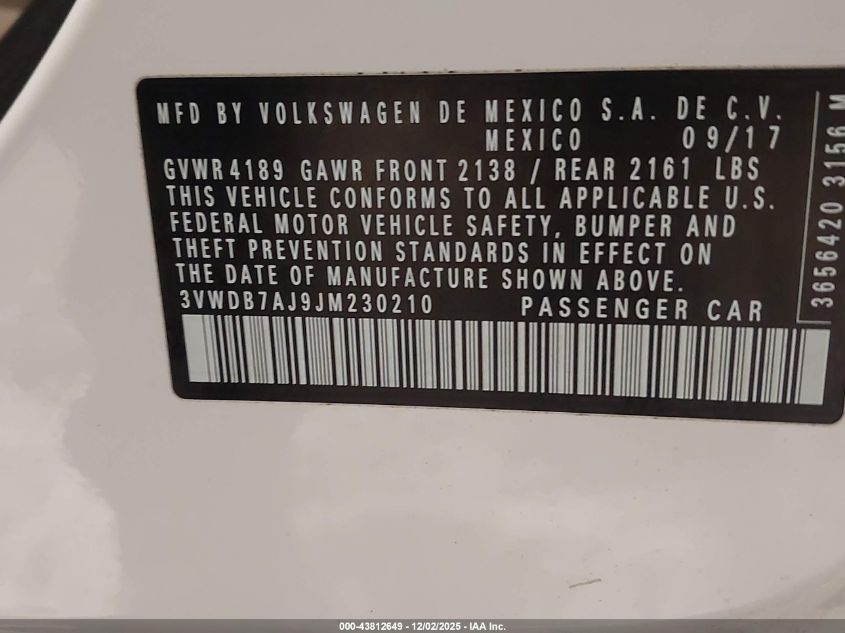 MFD BY VOLKSWAGEN DE MEXICO S.A. DE C.V.
MEXICO 09/17
GVWR 4189 GAWR FRONT 2138 / REAR 2161 LBS
THIS VEHICLE CONFORMS TO ALL APPLICABLE U.S.
FEDERAL MOTOR VEHICLE SAFETY, BUMPER AND
THEFT PREVENTION STANDARDS IN EFFECT ON
THE DATE OF MANUFACTURE SHOWN ABOVE.
3VWDB7AJ9JM230210 PASSENGER CAR
3656420 3156 M
000-43812649 - 12/02/2025 - IAA Inc.